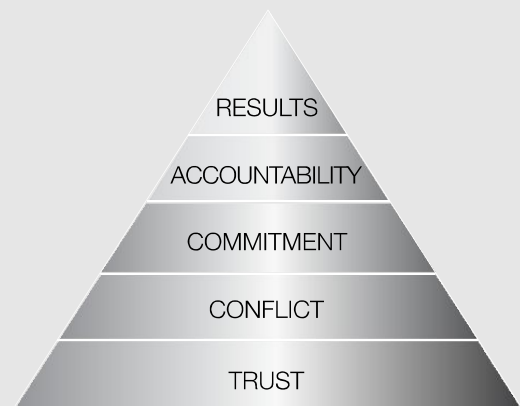 RESULTS
ACCOUNTABILITY
COMMITMENT
CONFLICT
TRUST